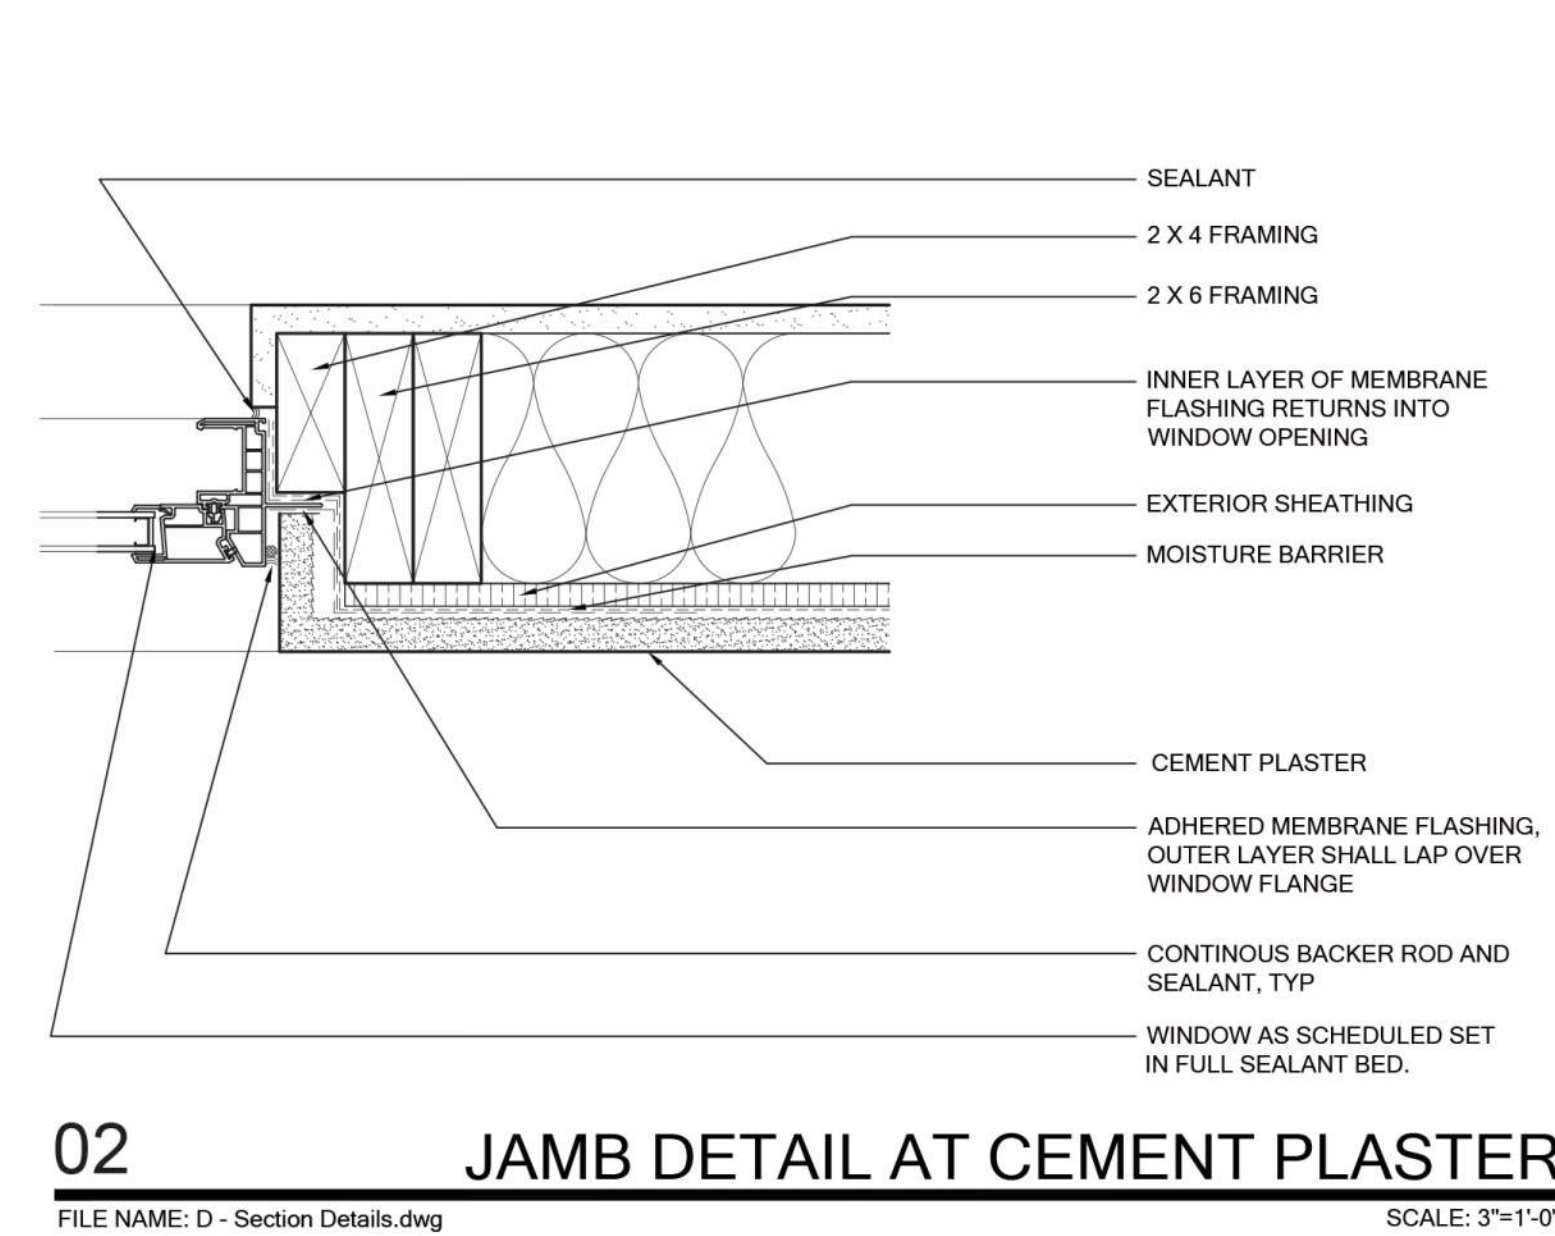 SEALANT
2 X 4 FRAMING
2 X 6 FRAMING
INNER LAYER OF MEMBRANE
FLASHING RETURNS INTO
WINDOW OPENING
EXTERIOR SHEATHING
MOISTURE BARRIER
CEMENT PLASTER
ADHERED MEMBRANE FLASHING,
OUTER LAYER SHALL LAP OVER
WINDOW FLANGE
CONTINOUS BACKER ROD AND
SEALANT, TYP
WINDOW AS SCHEDULED SET
IN FULL SEALANT BED.
02 JAMB DETAIL AT CEMENT PLASTER
FILE NAME: D - Section Details.dwg SCALE: 3"=1'-0"